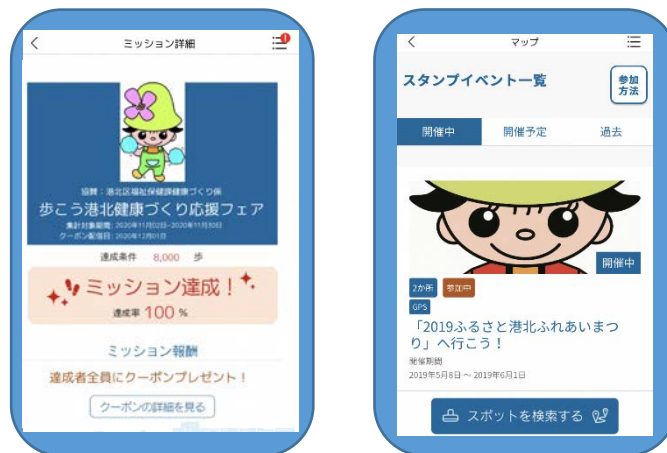 ミッション詳細
1
協賛：港北区福祉保健課健康づくり係
歩こう港北健康づくり応援フェア
集計対象期間: 2020年11月02日~2020年11月30日
クーポン配信日: 2020年12月01日
達成条件 8,000 歩
ミッション達成！
達成率 100 %
ミッション報酬
達成者全員にクーポンプレゼント！
クーポンの詳細を見る
マップ
スタンプイベント一覧
参加
方法
開催中 開催予定 過去
開催中
2か所 参加中
GPS
「2019ふるさと港北ふれあいまつ
り」へ行こう！
開催期間
2019年5月8日 ～ 2019年6月1日
スポットを検索する